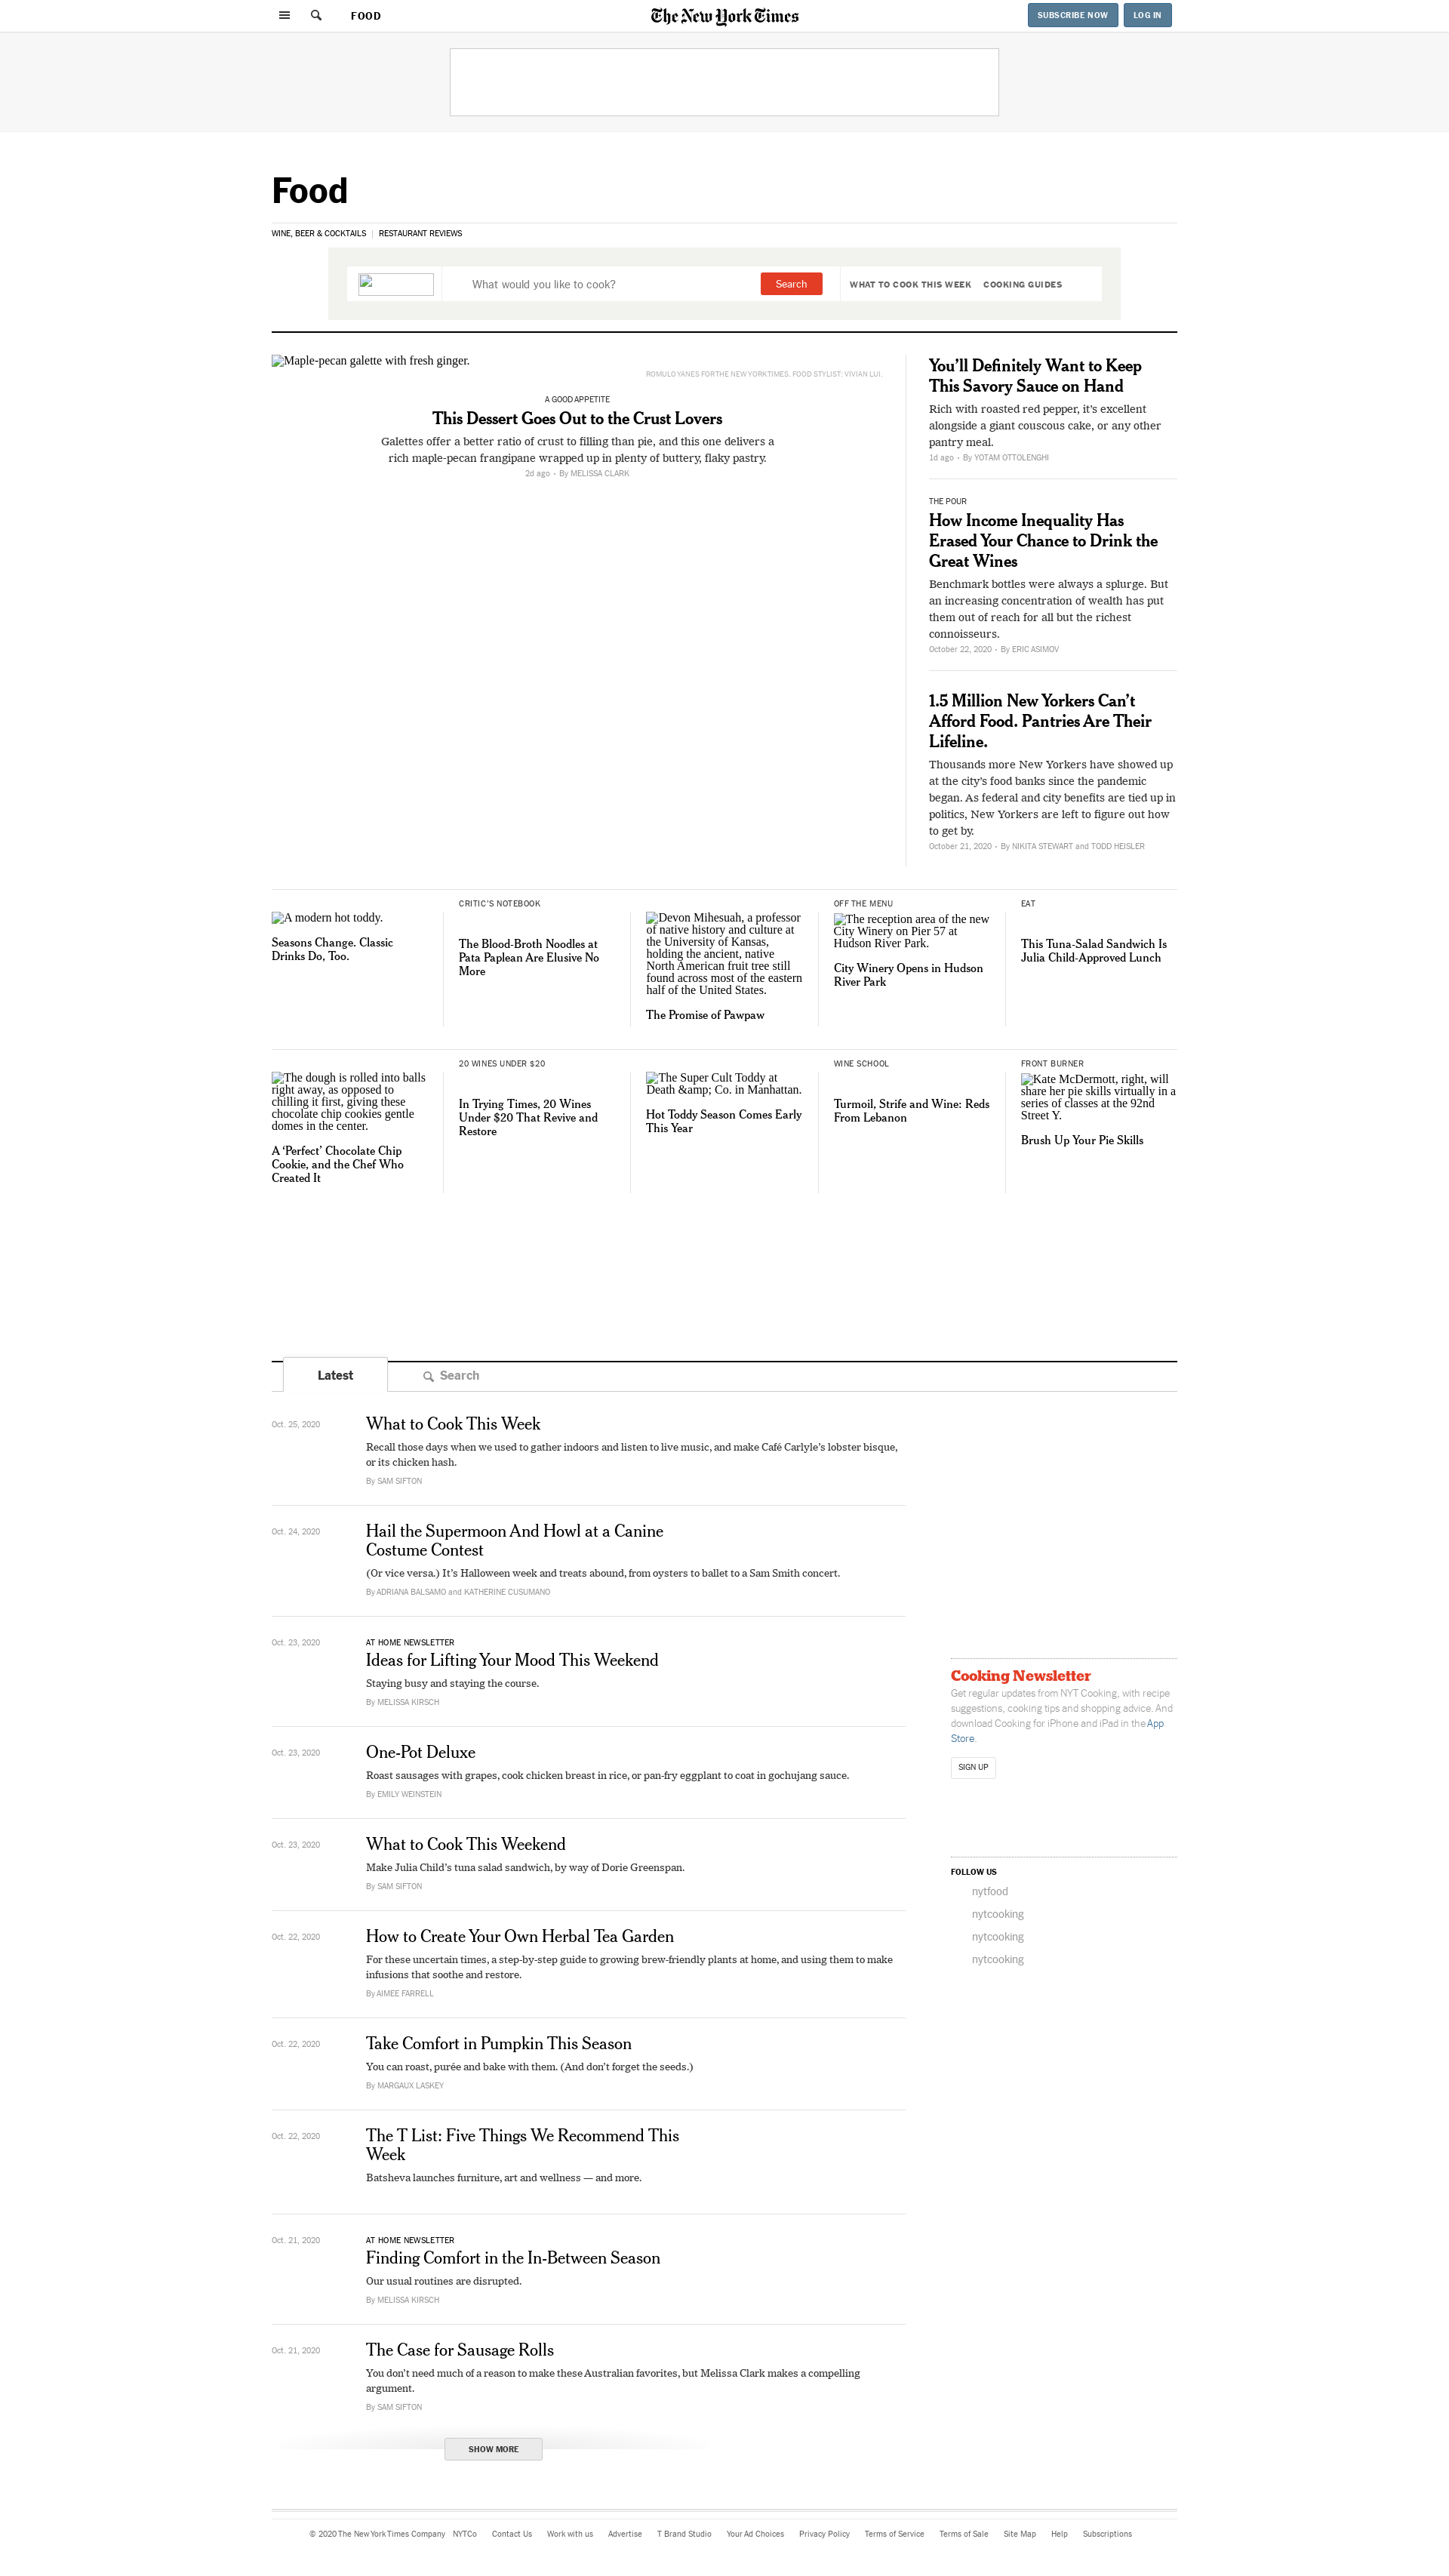 FOOD
The New York Times
SUBSCRIBE NOW
LOG IN
Food
WINE, BEER & COCKTAILS
RESTAURANT REVIEWS
What would you like to cook?
Search
WHAT TO COOK THIS WEEK
COOKING GUIDES
Maple-pecan galette with fresh ginger.
ROMULO YANES FOR THE NEW YORK TIMES. FOOD STYLIST: VIVIAN LUI.
A GOOD APPETITE
This Dessert Goes Out to the Crust Lovers
Galettes offer a better ratio of crust to filling than pie, and this one delivers a
rich maple-pecan frangipane wrapped up in plenty of buttery, flaky pastry.
2d ago • By MELISSA CLARK
You’ll Definitely Want to Keep
This Savory Sauce on Hand
Rich with roasted red pepper, it’s excellent
alongside a giant couscous cake, or any other
pantry meal.
1d ago • By YOTAM OTTOLENGHI
THE POUR
How Income Inequality Has
Erased Your Chance to Drink the
Great Wines
Benchmark bottles were always a splurge. But
an increasing concentration of wealth has put
them out of reach for all but the richest
connoisseurs.
October 22, 2020 • By ERIC ASIMOV
1.5 Million New Yorkers Can’t
Afford Food. Pantries Are Their
Lifeline.
Thousands more New Yorkers have showed up
at the city’s food banks since the pandemic
began. As federal and city benefits are tied up in
politics, New Yorkers are left to figure out how
to get by.
October 21, 2020 • By NIKITA STEWART and TODD HEISLER
A modern hot toddy.
Seasons Change. Classic
Drinks Do, Too.
CRITIC’S NOTEBOOK
The Blood-Broth Noodles at
Pata Paplean Are Elusive No
More
Devon Mihesuah, a professor
of native history and culture at
the University of Kansas,
holding the ancient, native
North American fruit tree still
found across most of the eastern
half of the United States.
The Promise of Pawpaw
OFF THE MENU
The reception area of the new
City Winery on Pier 57 at
Hudson River Park.
City Winery Opens in Hudson
River Park
EAT
This Tuna-Salad Sandwich Is
Julia Child-Approved Lunch
The dough is rolled into balls
right away, as opposed to
chilling it first, giving these
chocolate chip cookies gentle
domes in the center.
A ‘Perfect’ Chocolate Chip
Cookie, and the Chef Who
Created It
20 WINES UNDER $20
In Trying Times, 20 Wines
Under $20 That Revive and
Restore
The Super Cult Toddy at
Death &amp; Co. in Manhattan.
Hot Toddy Season Comes Early
This Year
WINE SCHOOL
Turmoil, Strife and Wine: Reds
From Lebanon
FRONT BURNER
Kate McDermott, right, will
share her pie skills virtually in a
series of classes at the 92nd
Street Y.
Brush Up Your Pie Skills
Latest
Search
Oct. 25, 2020
What to Cook This Week
Recall those days when we used to gather indoors and listen to live music, and make Café Carlyle’s lobster bisque,
or its chicken hash.
By SAM SIFTON
Oct. 24, 2020
Hail the Supermoon And Howl at a Canine
Costume Contest
(Or vice versa.) It’s Halloween week and treats abound, from oysters to ballet to a Sam Smith concert.
By ADRIANA BALSAMO and KATHERINE CUSUMANO
Oct. 23, 2020
AT HOME NEWSLETTER
Ideas for Lifting Your Mood This Weekend
Staying busy and staying the course.
By MELISSA KIRSCH
Oct. 23, 2020
One-Pot Deluxe
Roast sausages with grapes, cook chicken breast in rice, or pan-fry eggplant to coat in gochujang sauce.
By EMILY WEINSTEIN
Oct. 23, 2020
What to Cook This Weekend
Make Julia Child’s tuna salad sandwich, by way of Dorie Greenspan.
By SAM SIFTON
Oct. 22, 2020
How to Create Your Own Herbal Tea Garden
For these uncertain times, a step-by-step guide to growing brew-friendly plants at home, and using them to make
infusions that soothe and restore.
By AIMEE FARRELL
Oct. 22, 2020
Take Comfort in Pumpkin This Season
You can roast, purée and bake with them. (And don’t forget the seeds.)
By MARGAUX LASKEY
Oct. 22, 2020
The T List: Five Things We Recommend This
Week
Batsheva launches furniture, art and wellness — and more.
Oct. 21, 2020
AT HOME NEWSLETTER
Finding Comfort in the In-Between Season
Our usual routines are disrupted.
By MELISSA KIRSCH
Oct. 21, 2020
The Case for Sausage Rolls
You don’t need much of a reason to make these Australian favorites, but Melissa Clark makes a compelling
argument.
By SAM SIFTON
SHOW MORE
Cooking Newsletter
Get regular updates from NYT Cooking, with recipe
suggestions, cooking tips and shopping advice. And
download Cooking for iPhone and iPad in the App
Store.
SIGN UP
FOLLOW US
nytfood
nytcooking
nytcooking
nytcooking
© 2020 The New York Times Company NYTCo Contact Us Work with us Advertise T Brand Studio Your Ad Choices Privacy Policy Terms of Service Terms of Sale Site Map Help Subscriptions